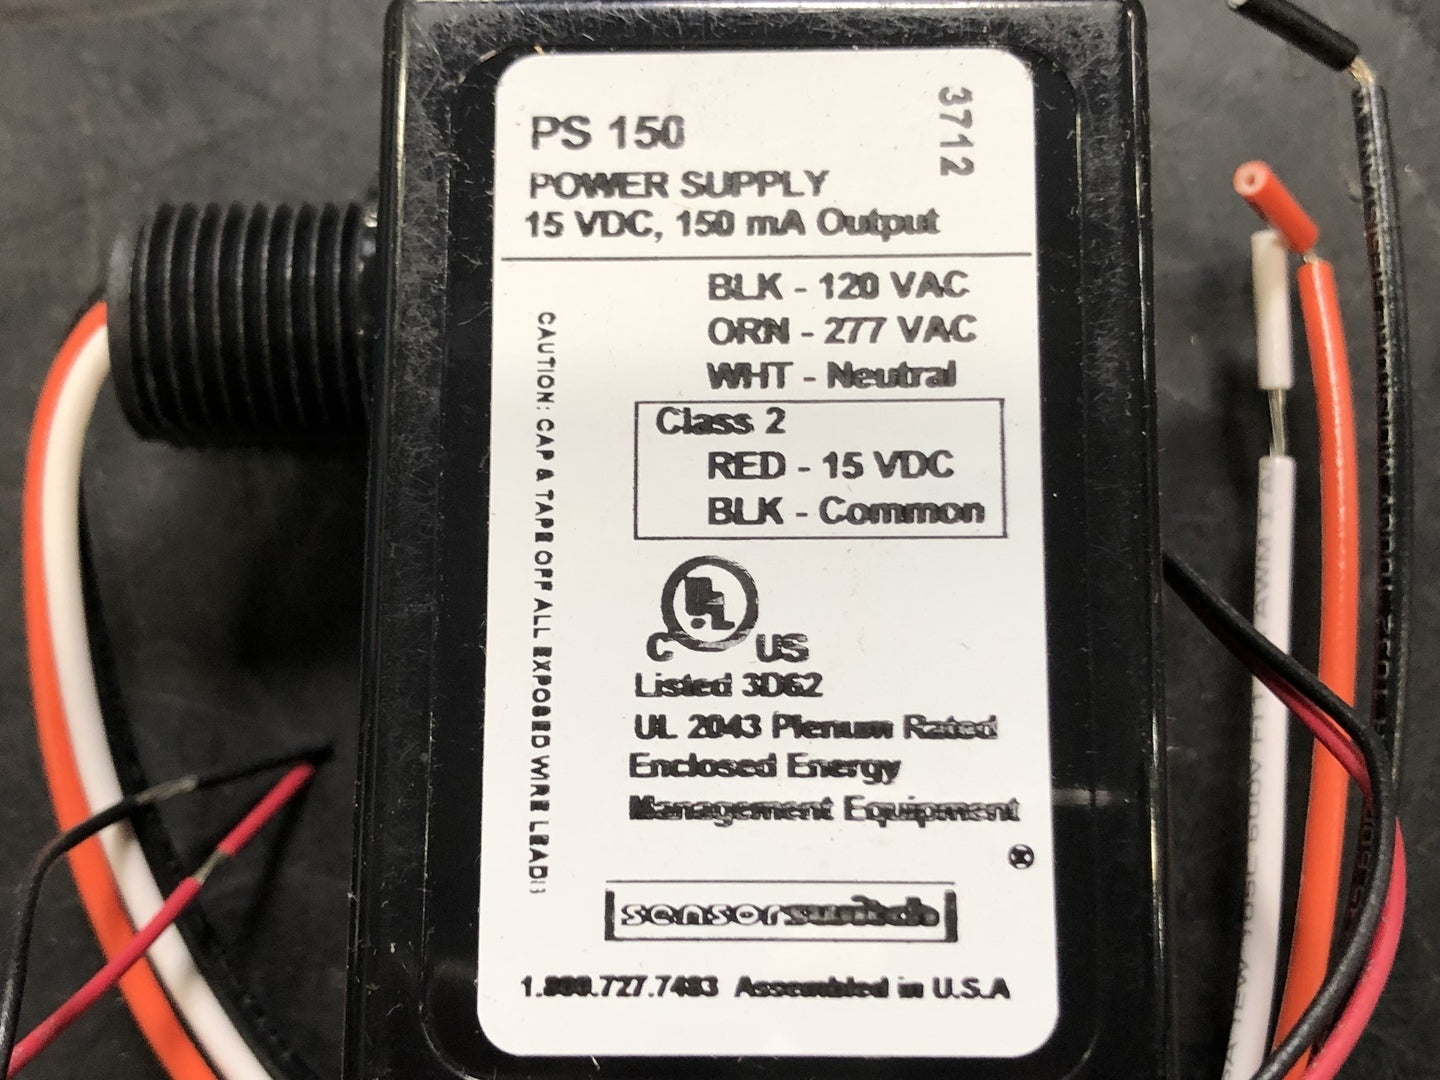 PS 150
3712
POWER SUPPLY
15 VDC, 150 mA Output
BLK - 120 VAC
ORN - 277 VAC
WHT - Neutral
Class 2
RED - 15 VDC
BLK - Common
CAUTION: CAP & TAPE OFF ALL EXPOSED WIRE LEADS
UL
C US
Listed 3D62
UL 2043 Plenum Rated
Enclosed Energy
Management Equipment
sensorswitch
1.800.727.7483 Assembled in U.S.A